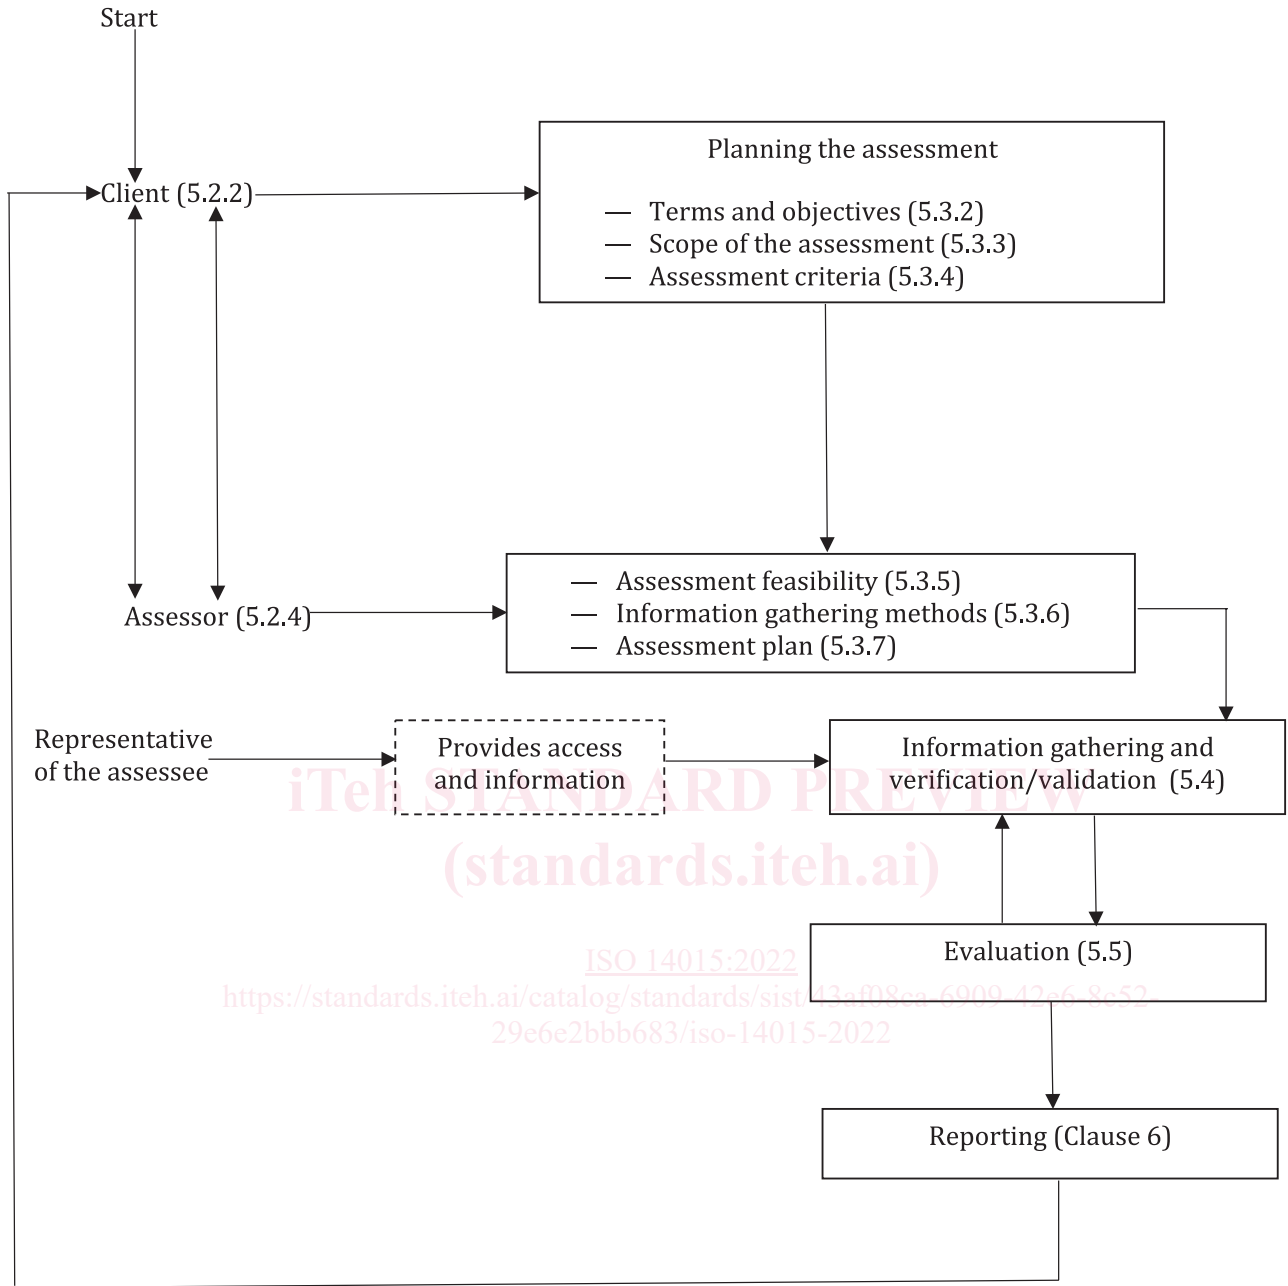 Start
Planning the assessment
Client (5.2.2)
— Terms and objectives (5.3.2)
— Scope of the assessment (5.3.3)
— Assessment criteria (5.3.4)
— Assessment feasibility (5.3.5)
Assessor (5.2.4)
— Information gathering methods (5.3.6)
— Assessment plan (5.3.7)
Representative
of the assessee
Provides access
and information
Information gathering and
verification/validation (5.4)
iTeh STANDARD PREVIEW
(standards.iteh.ai)
Evaluation (5.5)
ISO 14015:2022
https://standards.iteh.ai/catalog/standards/sist/43af08ca-6909-42e6-8c52-
29e6e2bbb683/iso-14015-2022
Reporting (Clause 6)